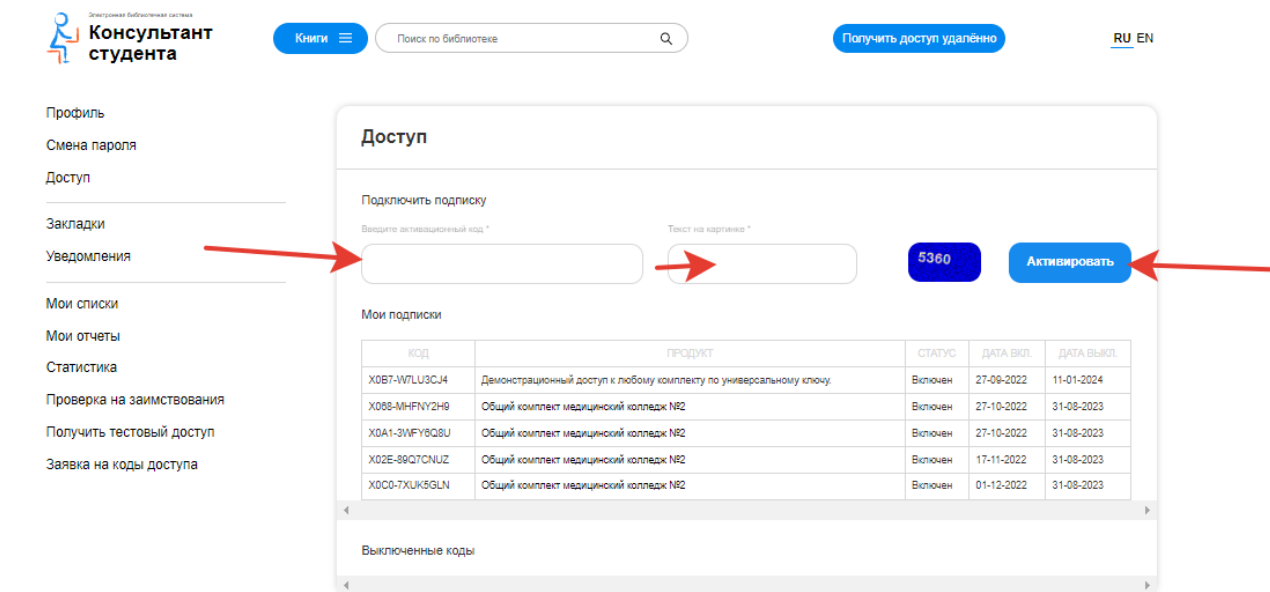 Электронная библиотечная система
Консультант
студента
Книги
Поиск по библиотеке
Получить доступ удалённо
RU EN
Профиль
Смена пароля
Доступ
Закладки
Уведомления
Мои списки
Мои отчеты
Статистика
Проверка на заимствования
Получить тестовый доступ
Заявка на коды доступа
Доступ
Подключить подписку
Введите активационный код *
Текст на картинке *
5360
Активировать
Мои подписки
КОД ПРОДУКТ СТАТУС ДАТА ВКЛ. ДАТА ВЫКЛ.
X0B7-W7LU3CJ4 Демонстрационный доступ к любому комплекту по универсальному ключу. Включен 27-09-2022 11-01-2024
X068-MHFNY2H9 Общий комплект медицинский колледж №2 Включен 27-10-2022 31-08-2023
X0A1-3WFY6Q8U Общий комплект медицинский колледж №2 Включен 27-10-2022 31-08-2023
X02E-89Q7CNUZ Общий комплект медицинский колледж №2 Включен 17-11-2022 31-08-2023
X0C0-7XUK5GLN Общий комплект медицинский колледж №2 Включен 01-12-2022 31-08-2023
Выключенные коды